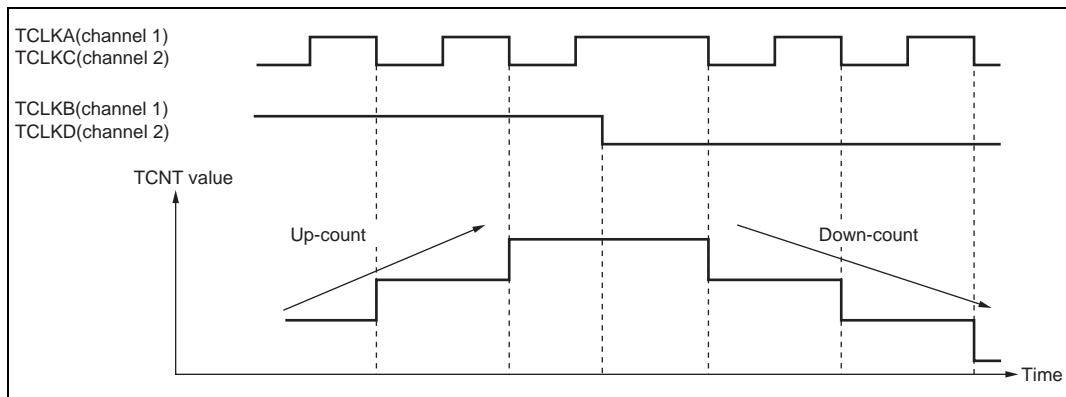 TCLKA(channel 1)
TCLKC(channel 2)
TCLKB(channel 1)
TCLKD(channel 2)
TCNT value
Up-count
Down-count
Time